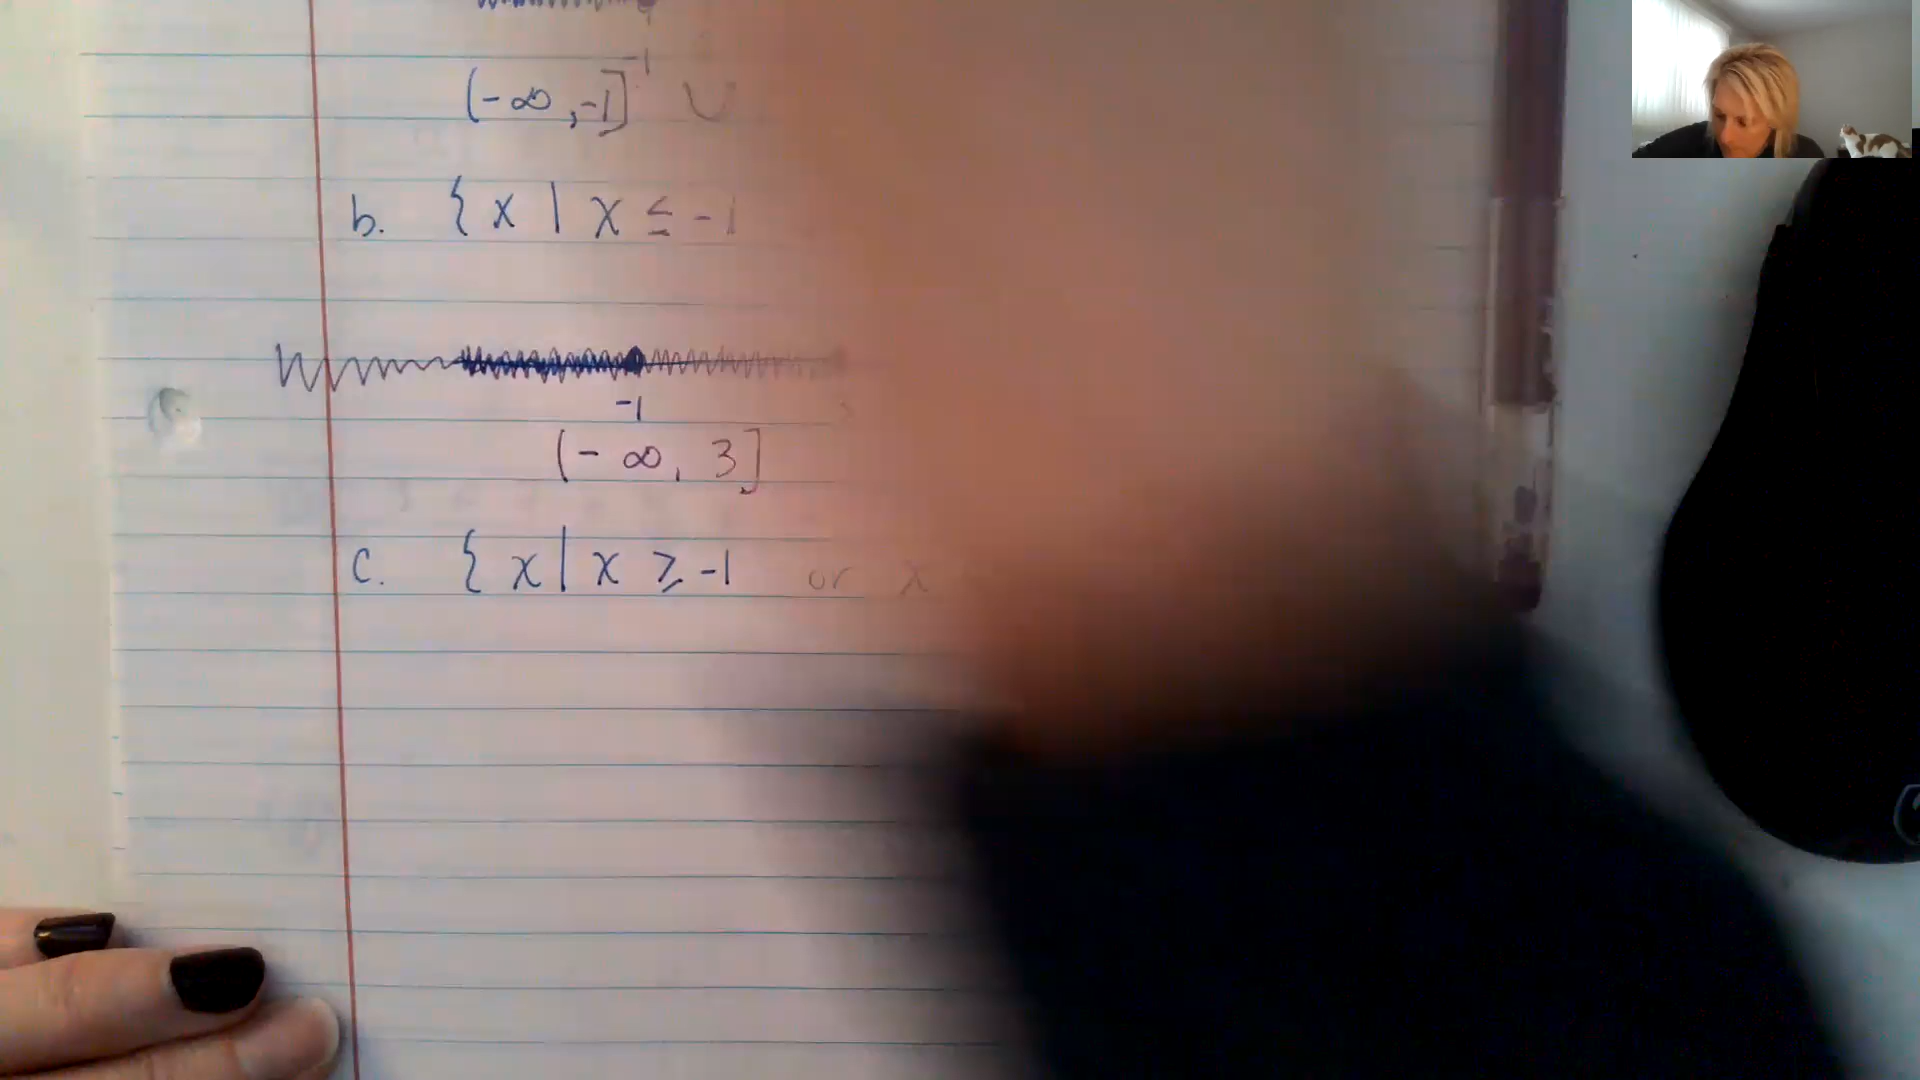 (-∞,-1] ∪
b. { x | x ≤ -1
-1
(-∞, 3]
c. { x | x ≥ -1 or x